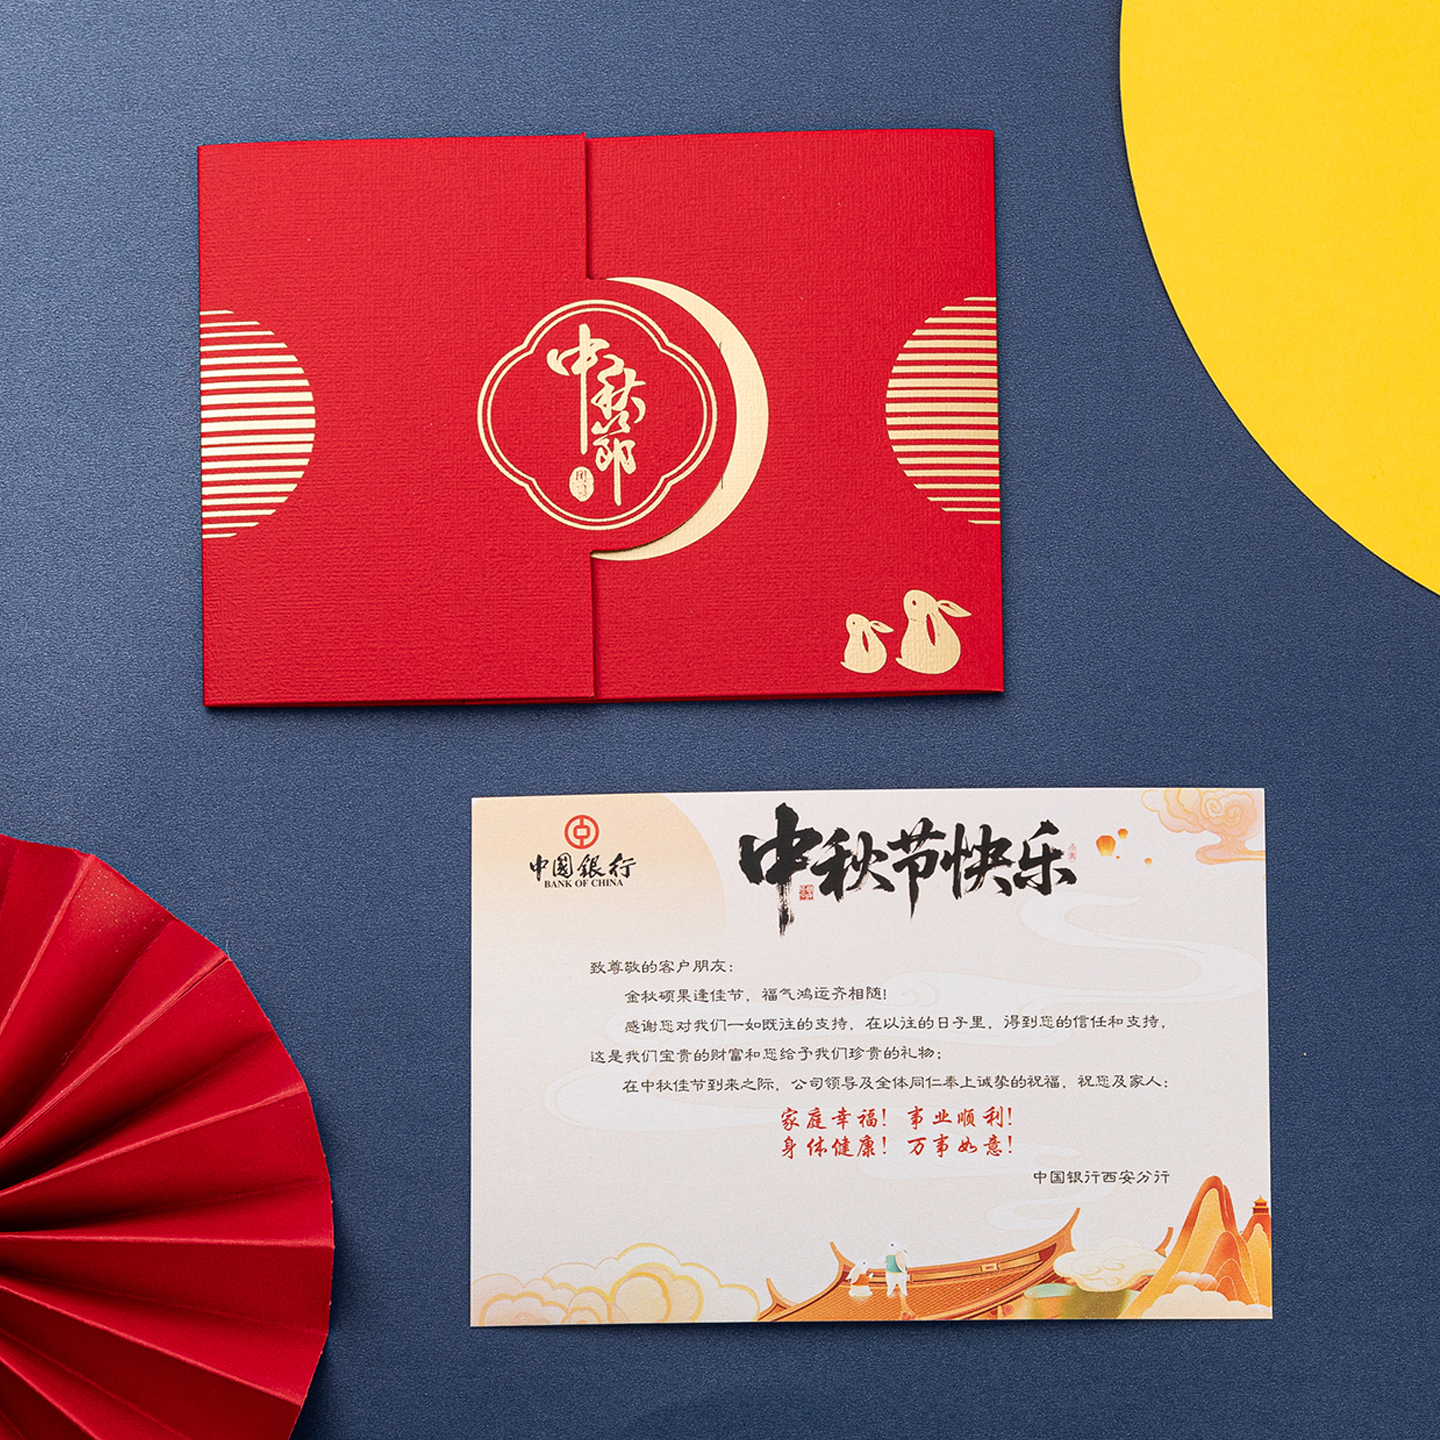 中秋節
中国银行
BANK OF CHINA
中秋节快乐
致尊敬的客户朋友：
金秋硕果逢佳节，福气鸿运齐相随！
感谢您对我们一如既往的支持，在以往的日子里，得到您的信任和支持，
这是我们宝贵的财富和您给予我们珍贵的礼物；
在中秋佳节到来之际，公司领导及全体同仁奉上诚挚的祝福，祝您及家人：
家庭幸福！ 事业顺利！
身体健康！ 万事如意！
中国银行西安分行